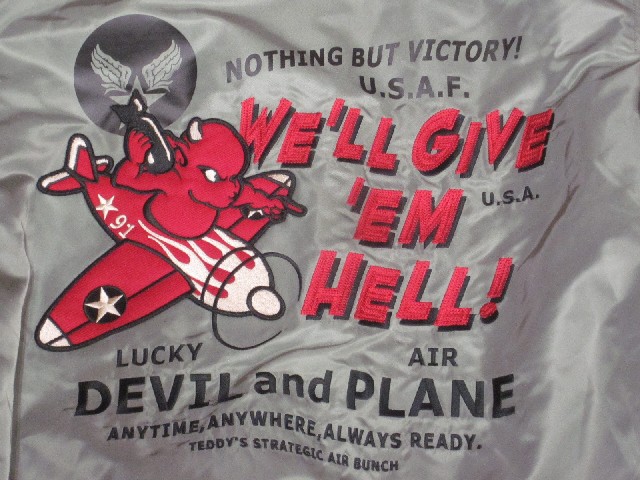 NOTHING BUT VICTORY!
U.S.A.F.
WE'LL GIVE
'EM
U.S.A.
HELL!
91
LUCKY AIR
DEVIL and PLANE
ANYTIME, ANYWHERE, ALWAYS READY.
TEDDY'S STRATEGIC AIR BUNCH